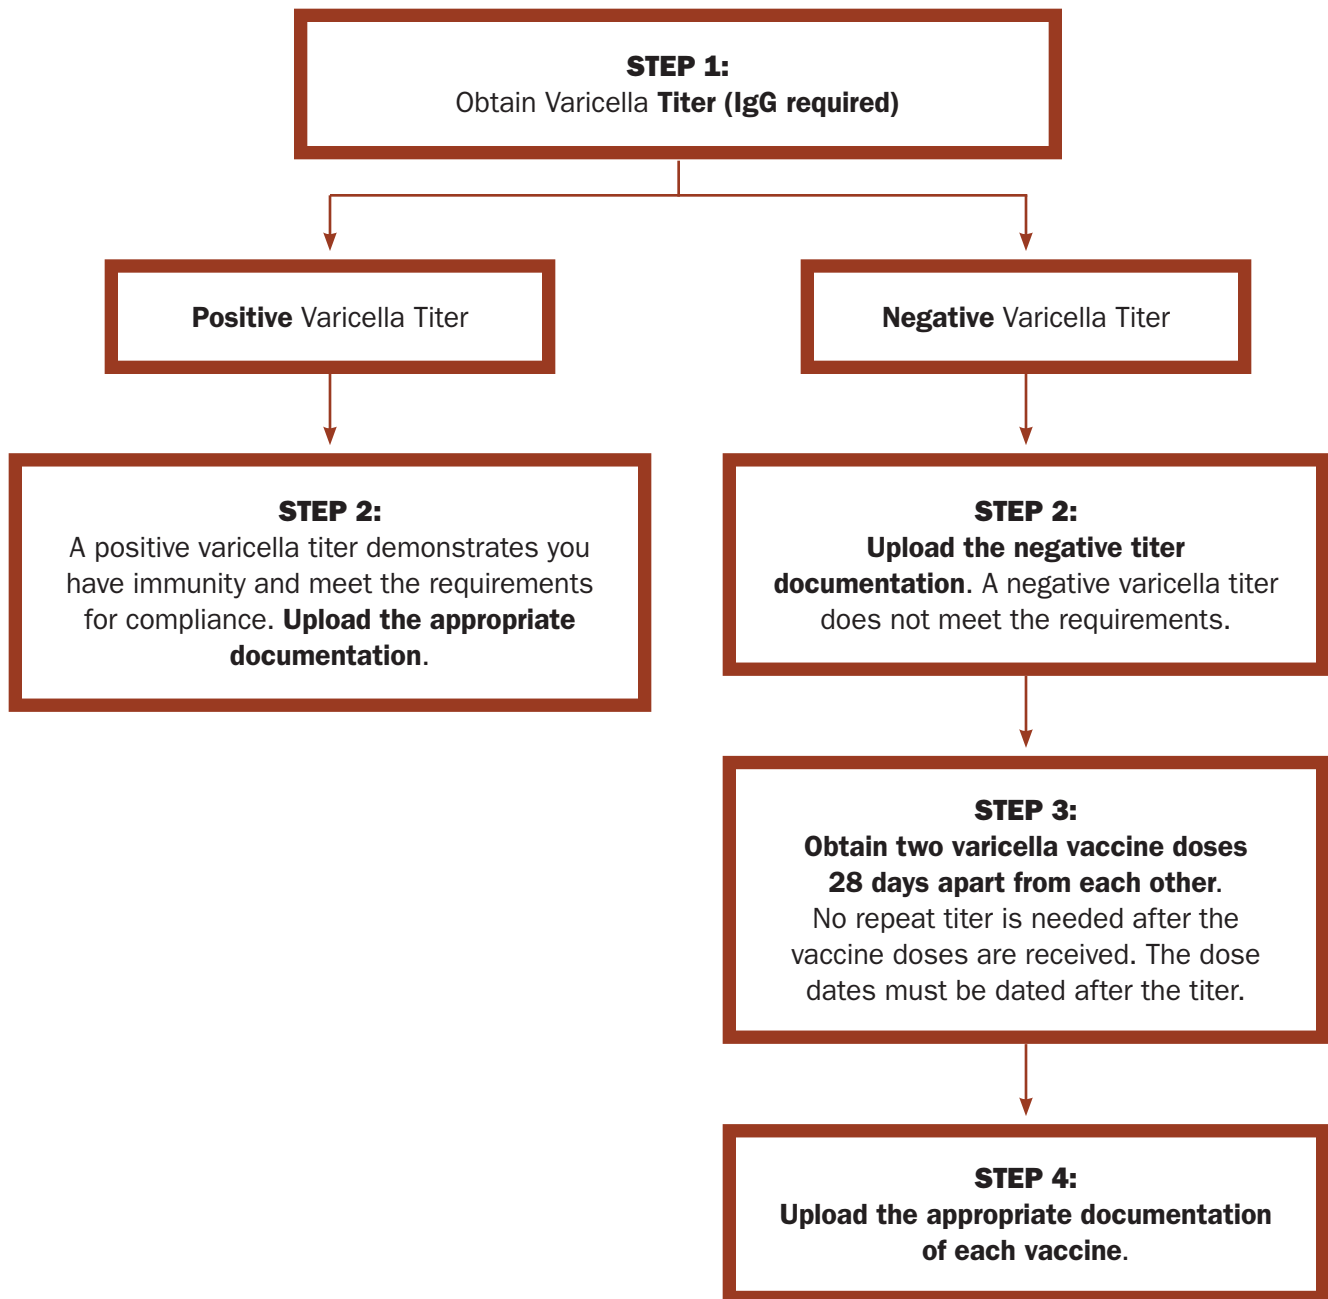 STEP 1:
Obtain Varicella Titer (IgG required)
Positive Varicella Titer
Negative Varicella Titer
STEP 2:
A positive varicella titer demonstrates you
have immunity and meet the requirements
for compliance. Upload the appropriate
documentation.
STEP 2:
Upload the negative titer
documentation. A negative varicella titer
does not meet the requirements.
STEP 3:
Obtain two varicella vaccine doses
28 days apart from each other.
No repeat titer is needed after the
vaccine doses are received. The dose
dates must be dated after the titer.
STEP 4:
Upload the appropriate documentation
of each vaccine.